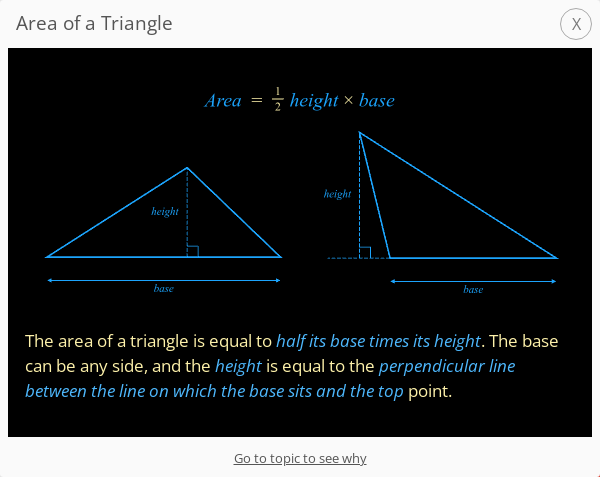 Area of a Triangle
X
Area = 1/2 height × base
height
height
base
base
The area of a triangle is equal to half its base times its height. The base
can be any side, and the height is equal to the perpendicular line
between the line on which the base sits and the top point.
Go to topic to see why